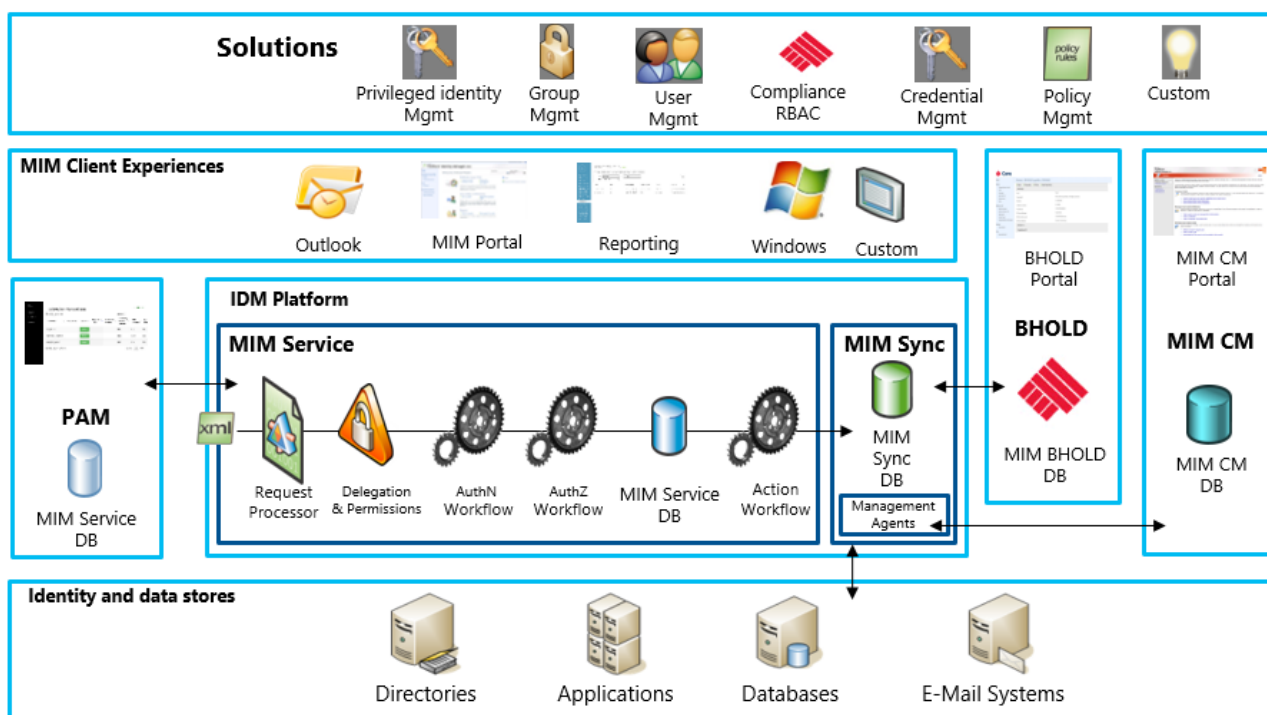 Solutions
policy
rules
Privileged identity
Mgmt
Group
Mgmt
User
Mgmt
Compliance
RBAC
Credential
Mgmt
Policy
Mgmt
Custom
MIM Client Experiences
Outlook
MIM Portal
Reporting
Windows
Custom
BHOLD
Portal
BHOLD
MIM BHOLD
DB
MIM CM
Portal
MIM CM
MIM CM
DB
PAM
MIM Service
DB
IDM Platform
MIM Service
xml
Request
Processor
Delegation
& Permissions
AuthN
Workflow
AuthZ
Workflow
MIM Service
DB
Action
Workflow
MIM Sync
MIM
Sync
DB
Management
Agents
Identity and data stores
Directories
Applications
Databases
E-Mail Systems